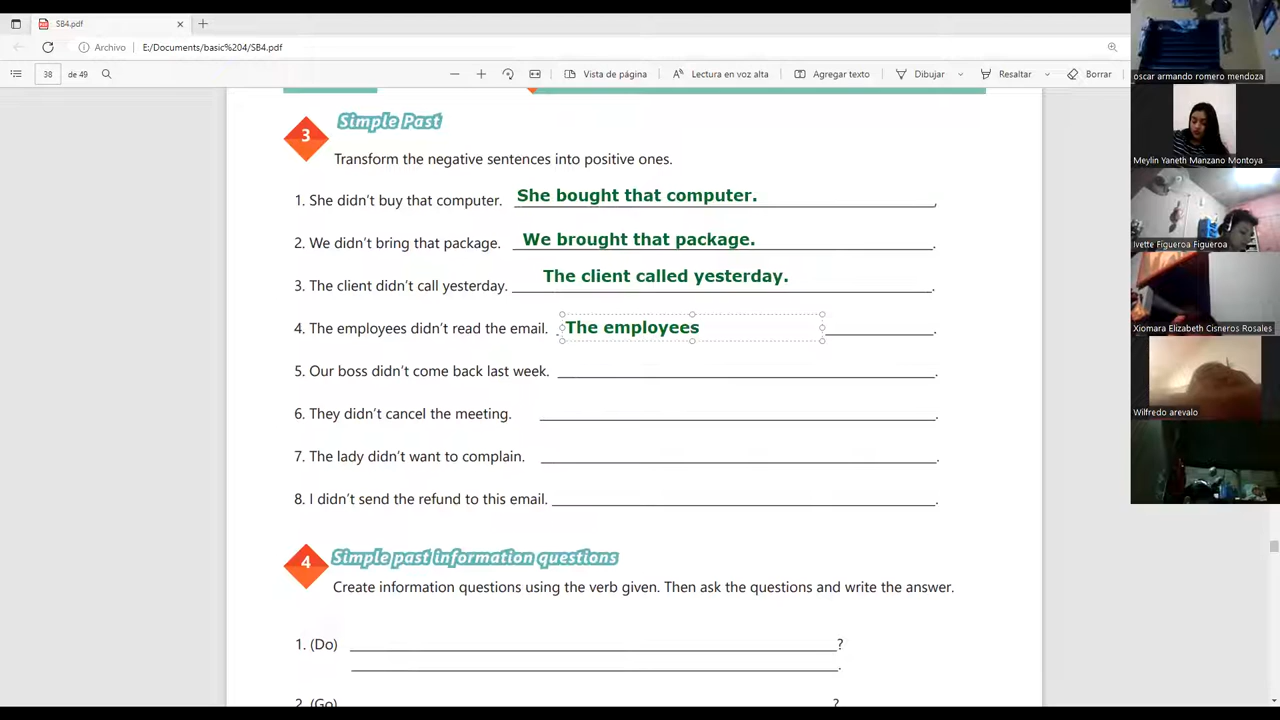 SB4.pdf
Archivo
E:/Documents/basic%204/SB4.pdf
38 de 49
Vista de página
Lectura en voz alta
Agregar texto
Dibujar
Resaltar
Borrar
3 Simple Past
Transform the negative sentences into positive ones.
1. She didn't buy that computer. She bought that computer.
2. We didn't bring that package. We brought that package. .
3. The client didn't call yesterday. The client called yesterday. .
4. The employees didn't read the email. The employees .
5. Our boss didn't come back last week. .
6. They didn't cancel the meeting. .
7. The lady didn't want to complain. .
8. I didn't send the refund to this email. .
4 Simple past information questions
Create information questions using the verb given. Then ask the questions and write the answer.
1. (Do) ?
.
2. (Go) ?
oscar armando romero mendoza
Meylin Yaneth Manzano Montoya
Ivette Figueroa Figueroa
Xiomara Elizabeth Cisneros Rosales
Wilfredo arevalo